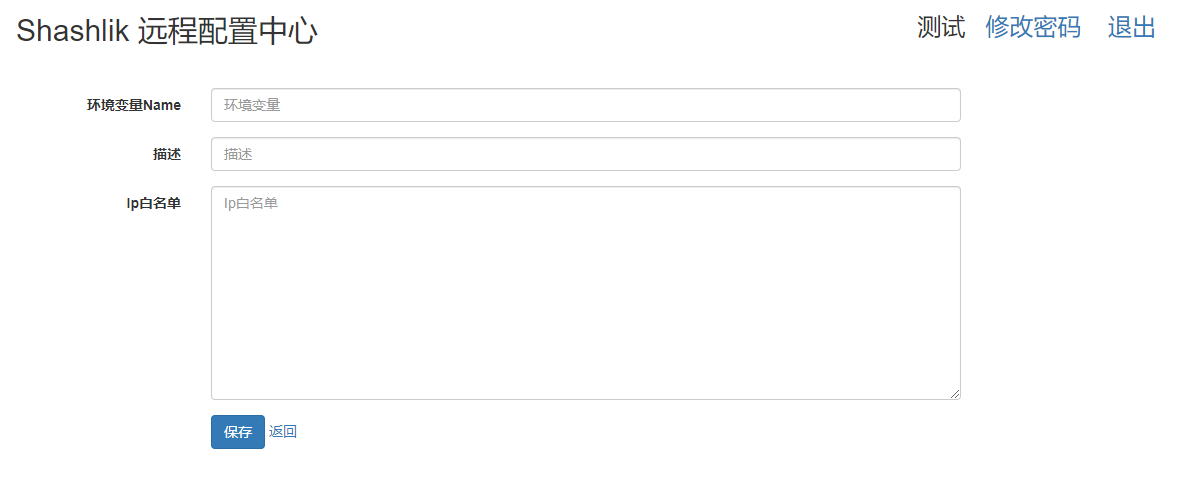 Shashlik 远程配置中心
测试 修改密码 退出
环境变量Name
环境变量
描述
描述
Ip白名单
Ip白名单
保存 返回